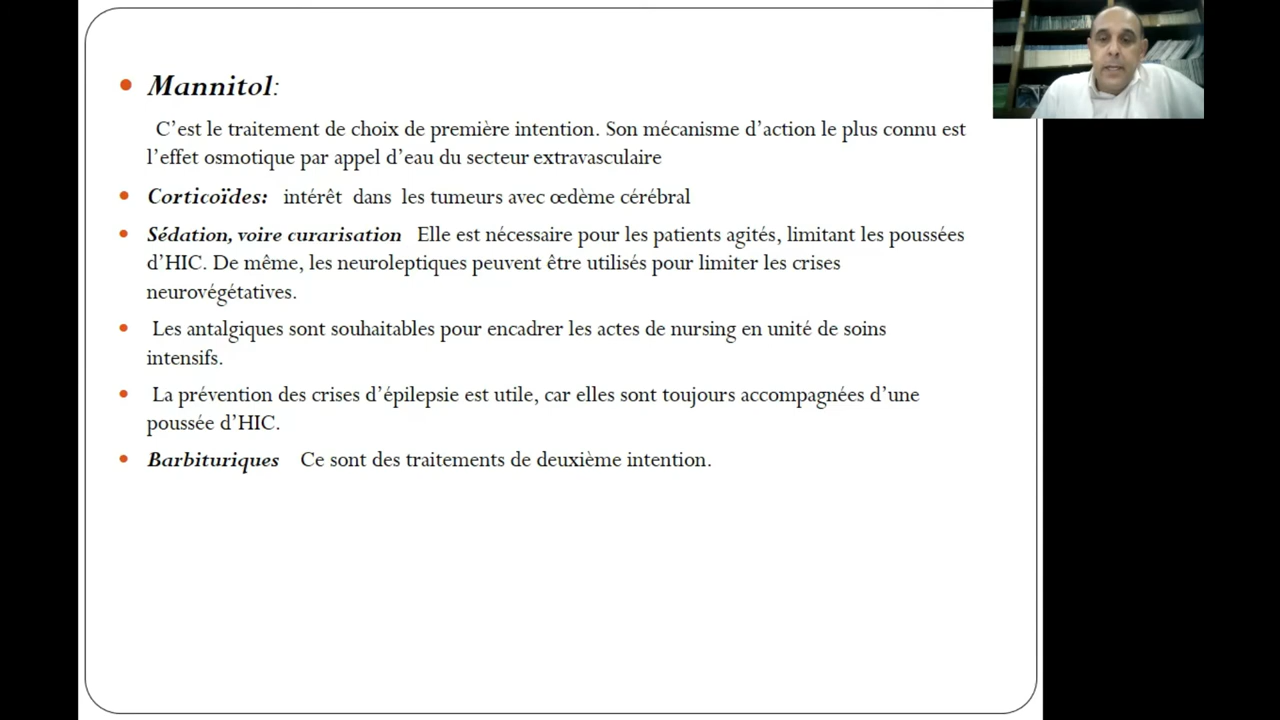 Mannitol:
C’est le traitement de choix de première intention. Son mécanisme d’action le plus connu est
l’effet osmotique par appel d’eau du secteur extravasculaire
Corticoïdes: intérêt dans les tumeurs avec œdème cérébral
Sédation, voire curarisation Elle est nécessaire pour les patients agités, limitant les poussées
d’HIC. De même, les neuroleptiques peuvent être utilisés pour limiter les crises
neurovégétatives.
Les antalgiques sont souhaitables pour encadrer les actes de nursing en unité de soins
intensifs.
La prévention des crises d’épilepsie est utile, car elles sont toujours accompagnées d’une
poussée d’HIC.
Barbituriques Ce sont des traitements de deuxième intention.